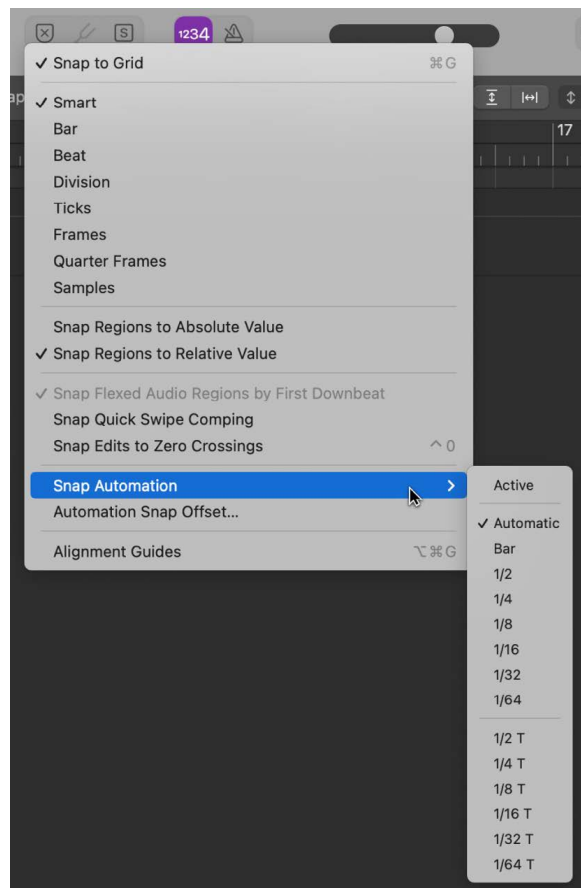 S
1234
✓ Snap to Grid ⌘G
ap
✓ Smart
Bar
17
Beat
Division
Ticks
Frames
Quarter Frames
Samples
Snap Regions to Absolute Value
✓ Snap Regions to Relative Value
✓ Snap Flexed Audio Regions by First Downbeat
Snap Quick Swipe Comping
Snap Edits to Zero Crossings ^0
Snap Automation
Automation Snap Offset...
Alignment Guides ⌥⌘G
Active
✓ Automatic
Bar
1/2
1/4
1/8
1/16
1/32
1/64
1/2 T
1/4 T
1/8 T
1/16 T
1/32 T
1/64 T